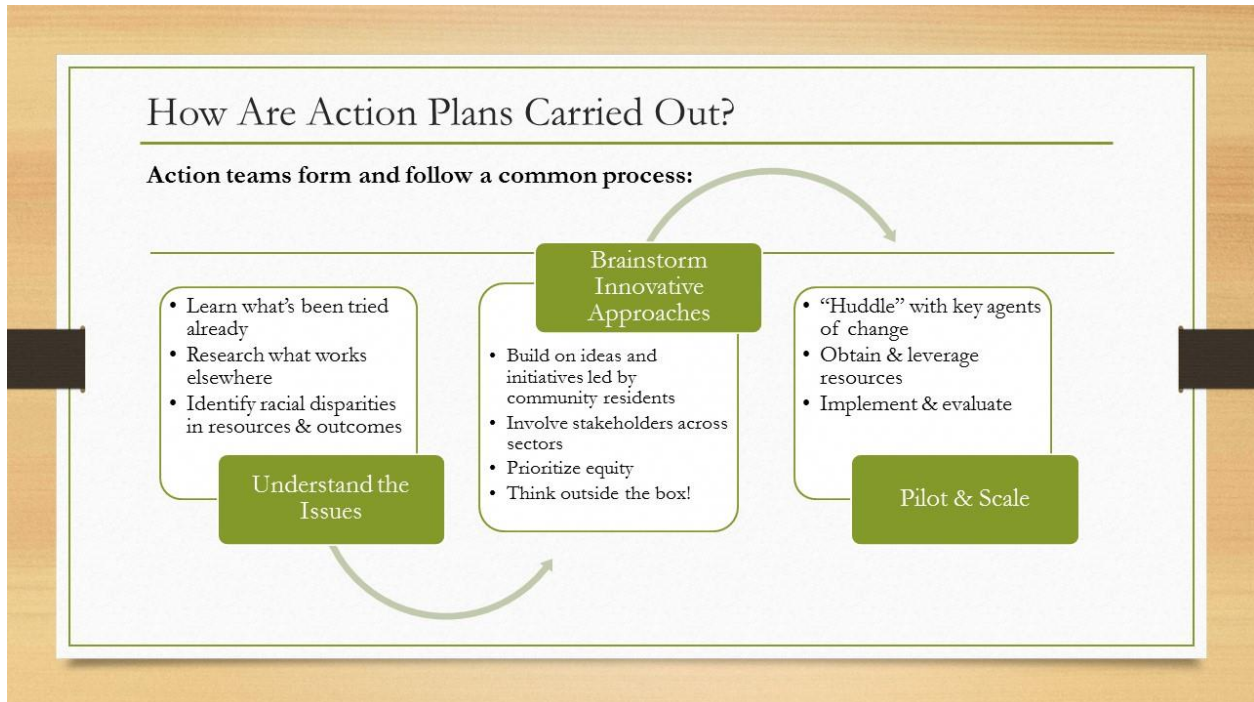 How Are Action Plans Carried Out?
Action teams form and follow a common process:
• Learn what’s been tried
already
• Research what works
elsewhere
• Identify racial disparities
in resources & outcomes
Understand the
Issues
Brainstorm
Innovative
Approaches
• Build on ideas and
initiatives led by
community residents
• Involve stakeholders across
sectors
• Prioritize equity
• Think outside the box!
• “Huddle” with key agents
of change
• Obtain & leverage
resources
• Implement & evaluate
Pilot & Scale